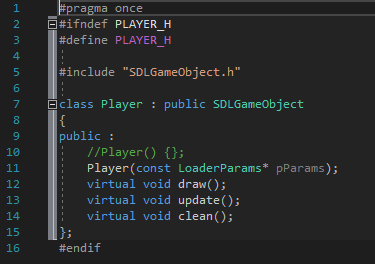 1 #pragma once
2 #ifndef PLAYER_H
3 #define PLAYER_H
4
5 #include "SDLGameObject.h"
6
7 class Player : public SDLGameObject
8 {
9 public :
10     //Player() {};
11     Player(const LoaderParams* pParams);
12     virtual void draw();
13     virtual void update();
14     virtual void clean();
15 };
16 #endif